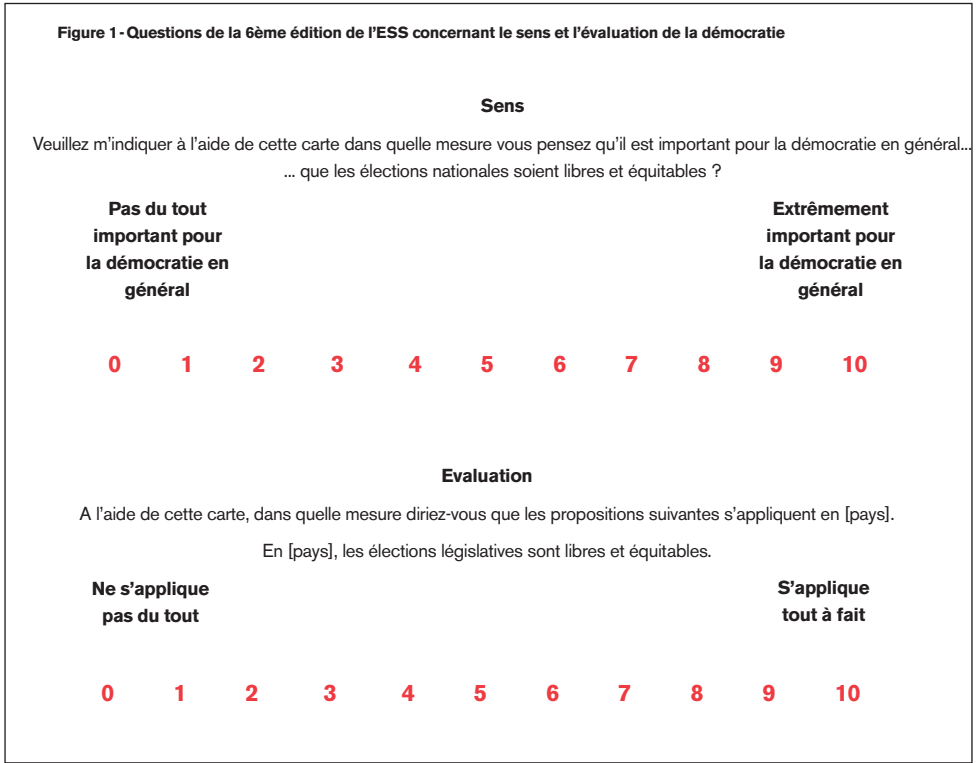 Figure 1 - Questions de la 6ème édition de l'ESS concernant le sens et l'évaluation de la démocratie
Sens
Veuillez m'indiquer à l'aide de cette carte dans quelle mesure vous pensez qu'il est important pour la démocratie en général...
... que les élections nationales soient libres et équitables ?
Pas du tout
important pour
la démocratie en
général
Extrêmement
important pour
la démocratie en
général
0 1 2 3 4 5 6 7 8 9 10
Evaluation
A l'aide de cette carte, dans quelle mesure diriez-vous que les propositions suivantes s'appliquent en [pays].
En [pays], les élections législatives sont libres et équitables.
Ne s'applique
pas du tout
S'applique
tout à fait
0 1 2 3 4 5 6 7 8 9 10